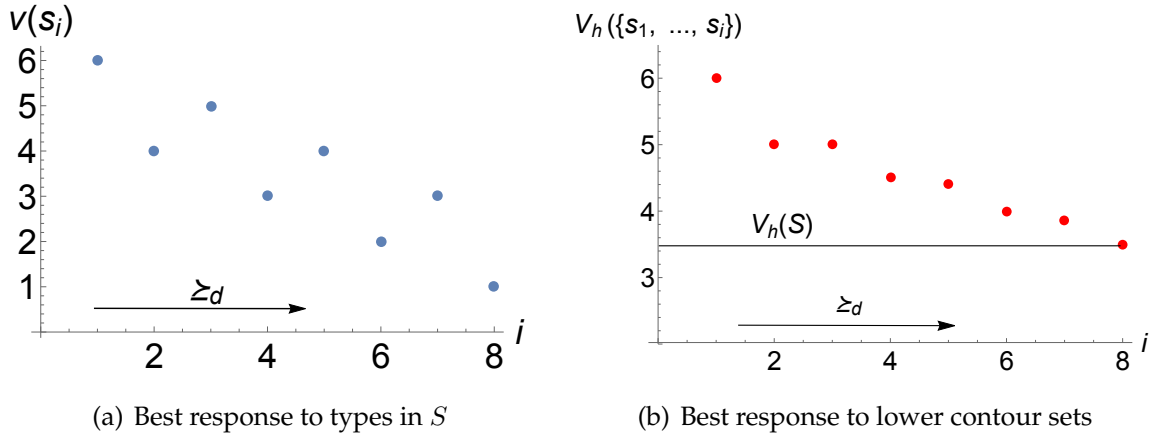 v(s_i)
6
5
4
3
2
1
⪰_d
2
4
6
8
i
(a) Best response to types in S
V_h({s_1, ..., s_i})
6
5
4
3
V_h(S)
⪰_d
2
4
6
8
i
(b) Best response to lower contour sets